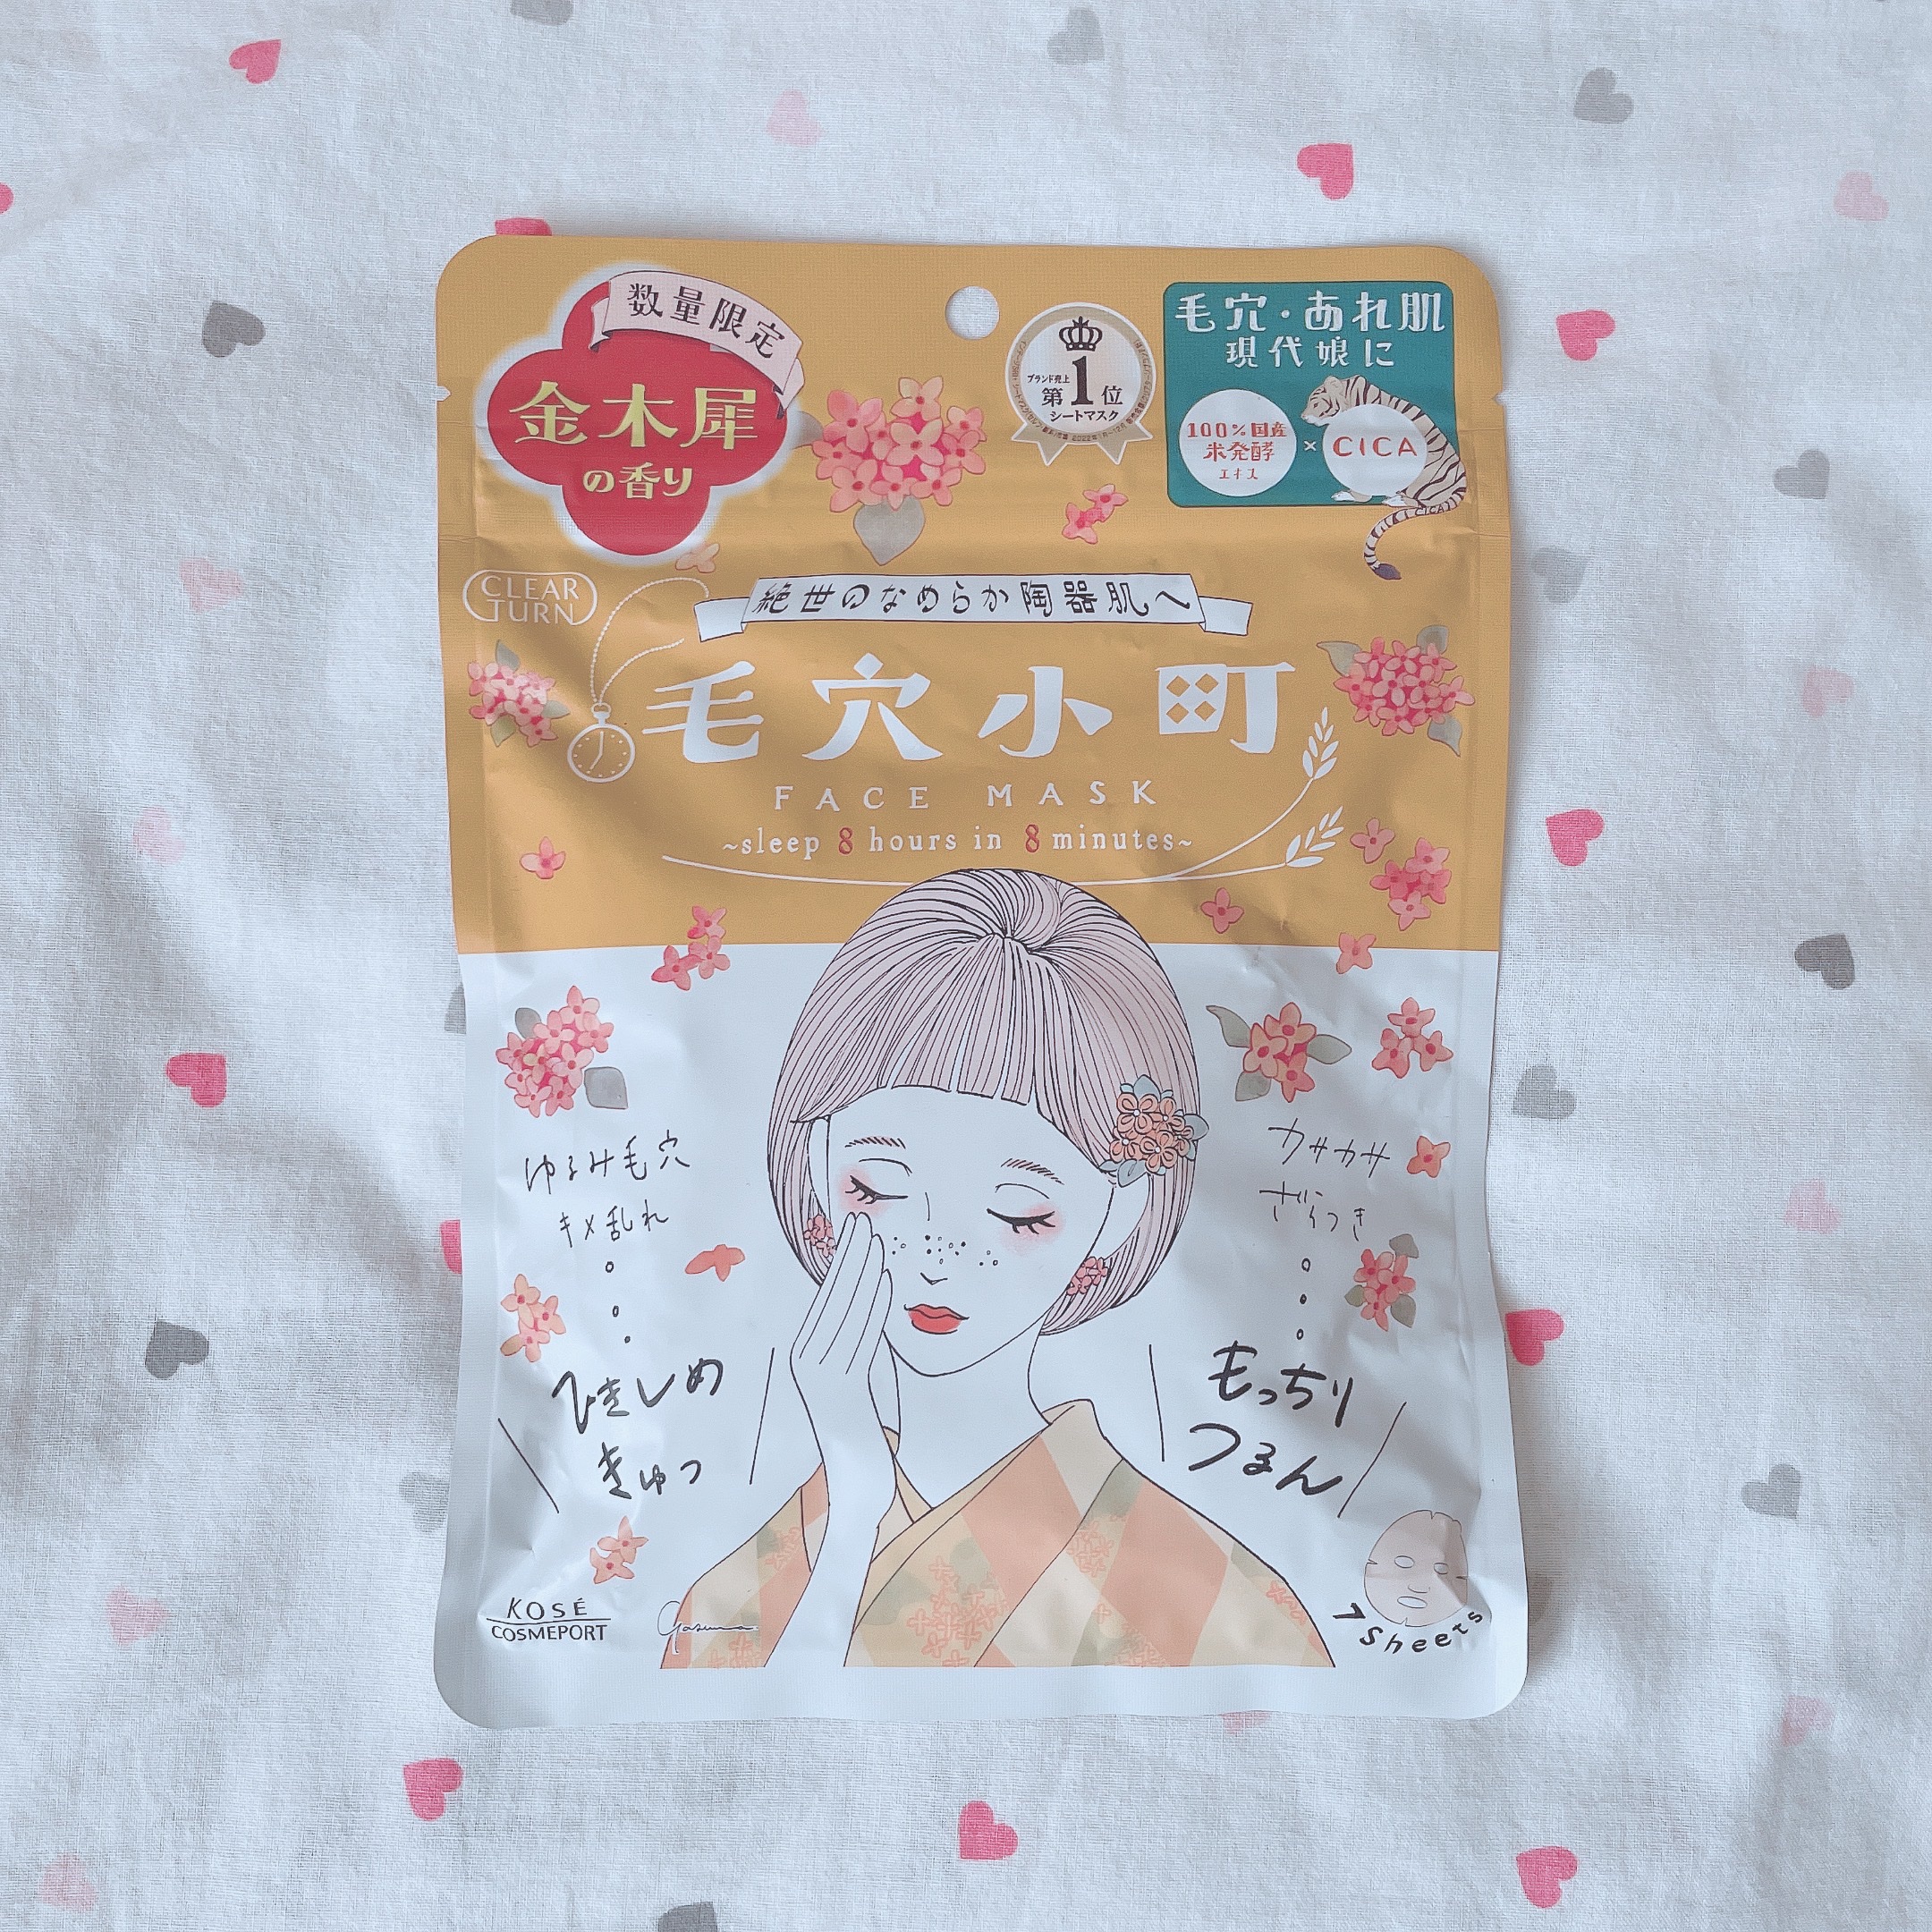 数量限定
金木犀
の香り
ブランド売上
第1位
シートマスク
毛穴・あれ肌
現代娘に
100%国産
米発酵
エキス
×
CICA
CICA
CLEAR
TURN
絶世のなめらか陶器肌へ
毛穴小町
FACE MASK
~sleep 8 hours in 8 minutes~
ゆるみ毛穴
キメ乱れ
ひきしめ
きゅっ
カサカサ
ざらつき
もっちり
つるん
KOSÉ
COSMEPORT
7 Sheets